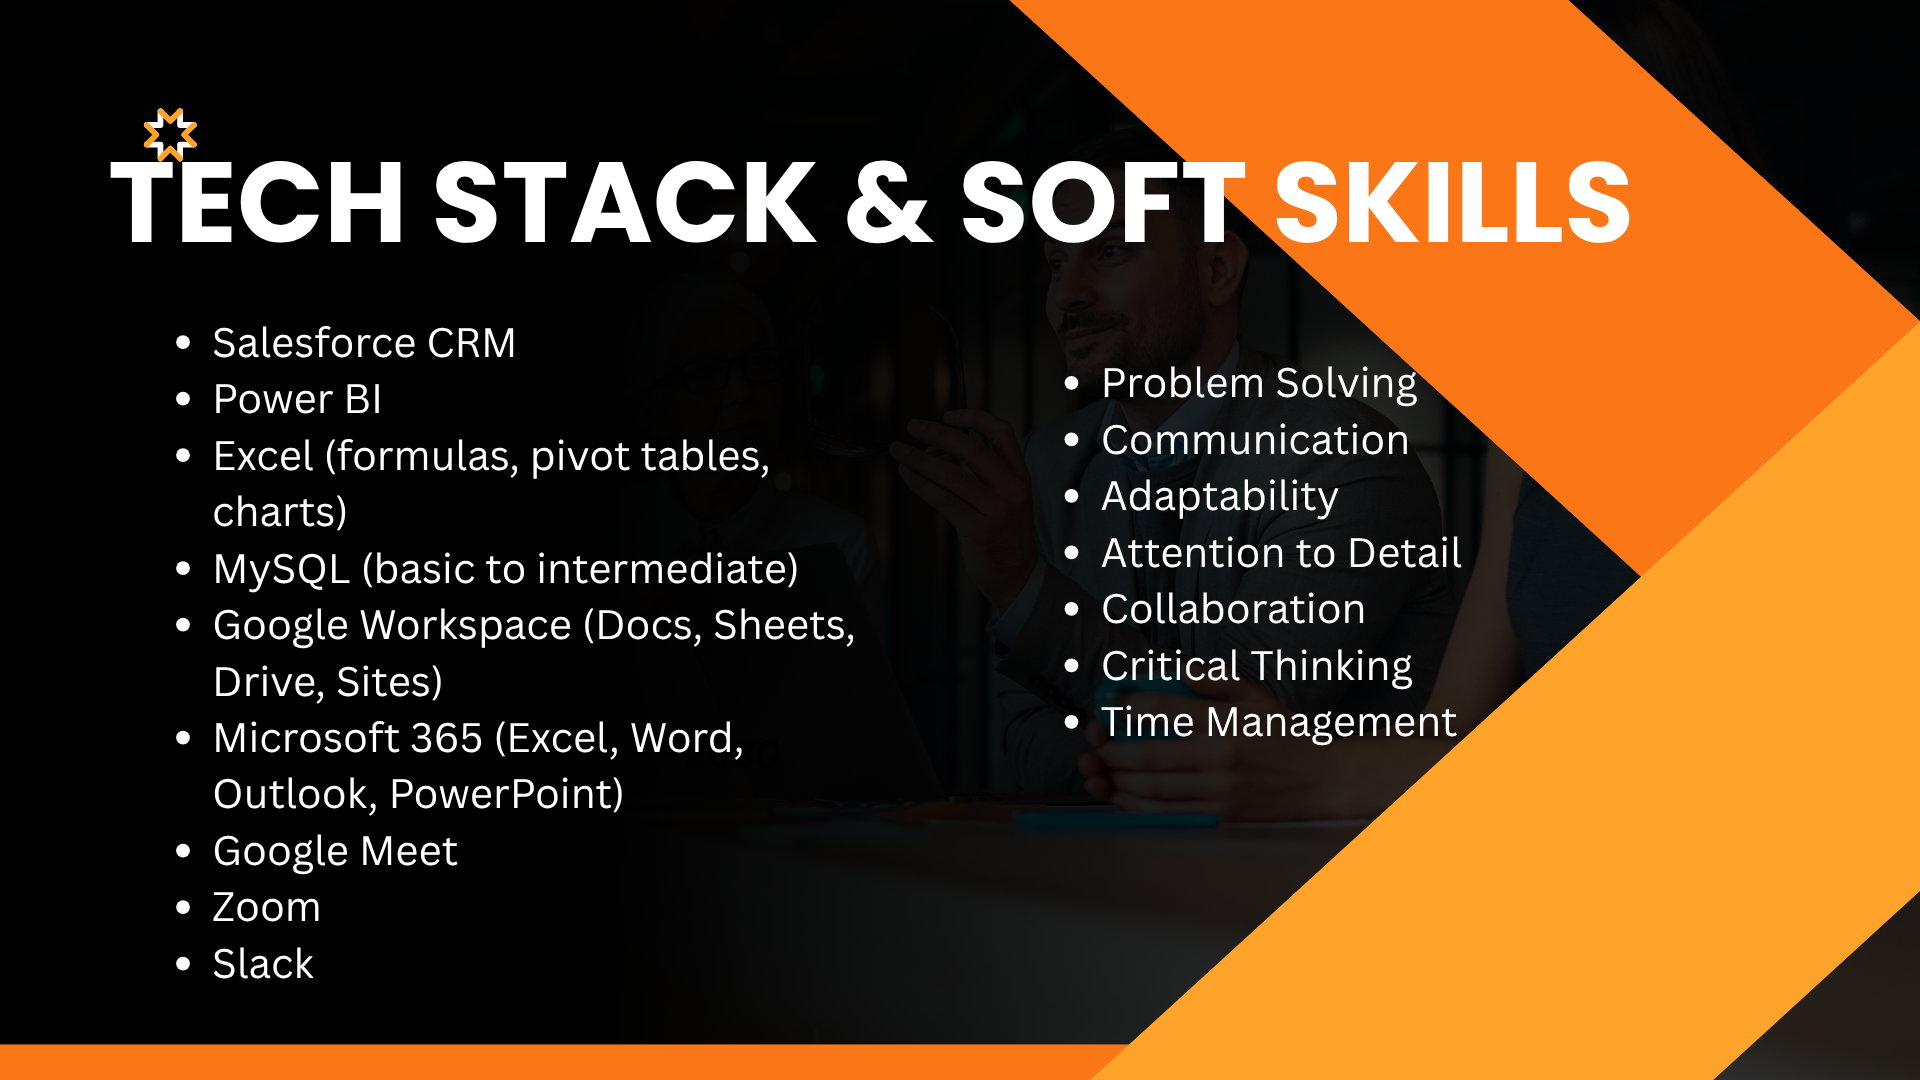 TECH STACK & SOFT SKILLS
• Salesforce CRM
• Power BI
• Excel (formulas, pivot tables,
charts)
• MySQL (basic to intermediate)
• Google Workspace (Docs, Sheets,
Drive, Sites)
• Microsoft 365 (Excel, Word,
Outlook, PowerPoint)
• Google Meet
• Zoom
• Slack
• Problem Solving
• Communication
• Adaptability
• Attention to Detail
• Collaboration
• Critical Thinking
• Time Management